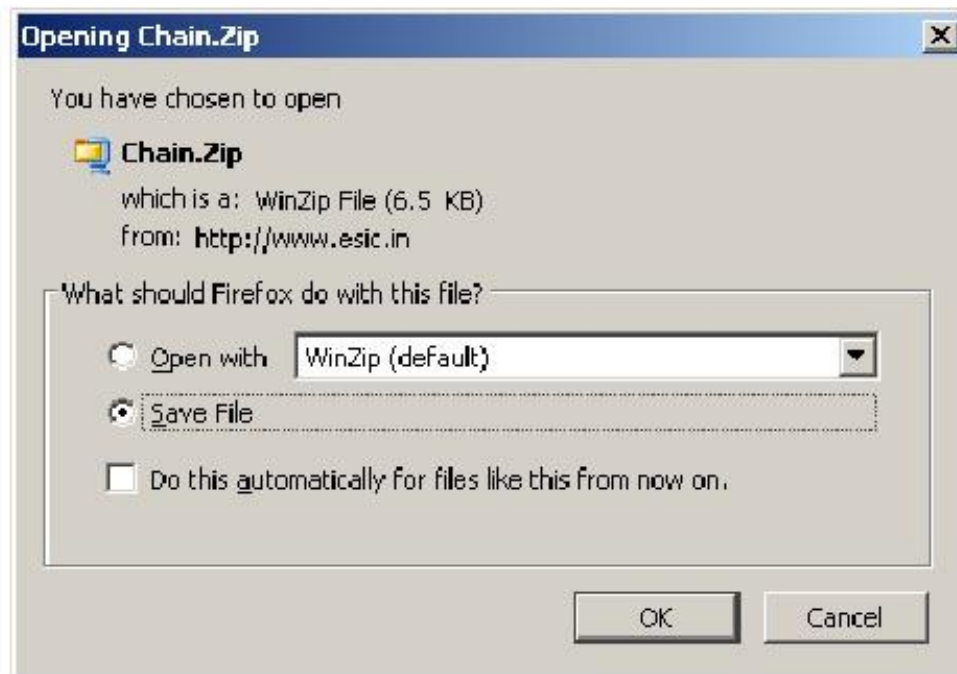 Opening Chain.Zip
You have chosen to open
Chain.Zip
which is a: WinZip File (6.5 KB)
from: http://www.esic.in
What should Firefox do with this file?
Open with WinZip (default)
Save File
Do this automatically for files like this from now on.
OK Cancel